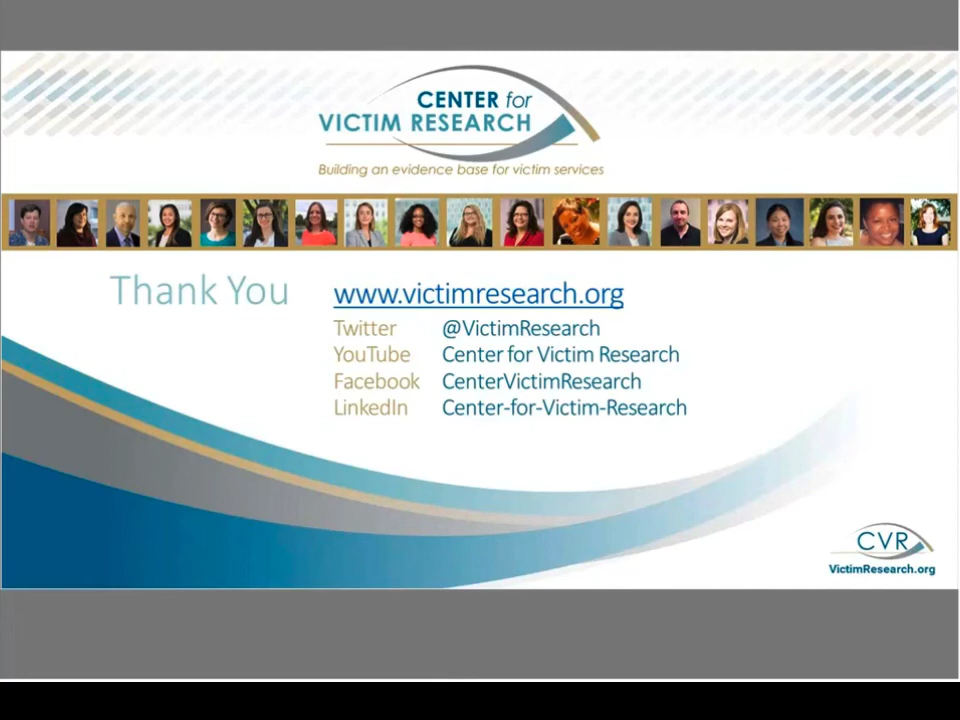 CENTER for
VICTIM RESEARCH
Building an evidence base for victim services
Thank You
www.victimresearch.org
Twitter @VictimResearch
YouTube Center for Victim Research
Facebook CenterVictimResearch
LinkedIn Center-for-Victim-Research
CVR
VictimResearch.org